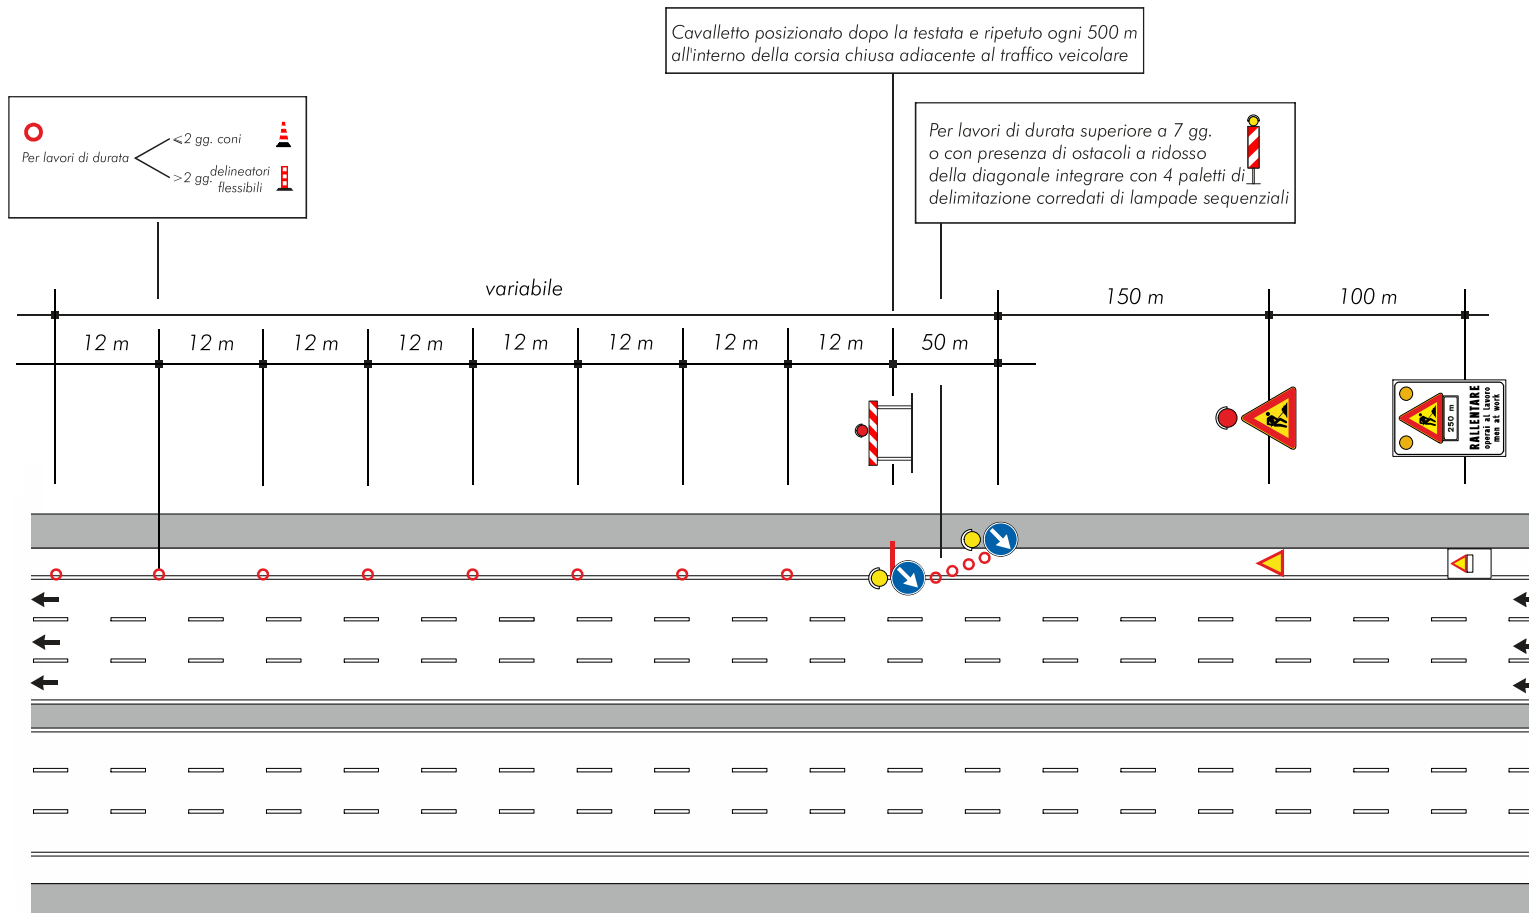 Cavalletto posizionato dopo la testata e ripetuto ogni 500 m
all'interno della corsia chiusa adiacente al traffico veicolare
Per lavori di durata
⩽2 gg. coni
>2 gg. delineatori
flessibili
Per lavori di durata superiore a 7 gg.
o con presenza di ostacoli a ridosso
della diagonale integrare con 4 paletti di
delimitazione corredati di lampade sequenziali
variabile
150 m
100 m
12 m
12 m
12 m
12 m
12 m
12 m
12 m
12 m
50 m
250 m
RALLENTARE
operai al lavoro
men at work